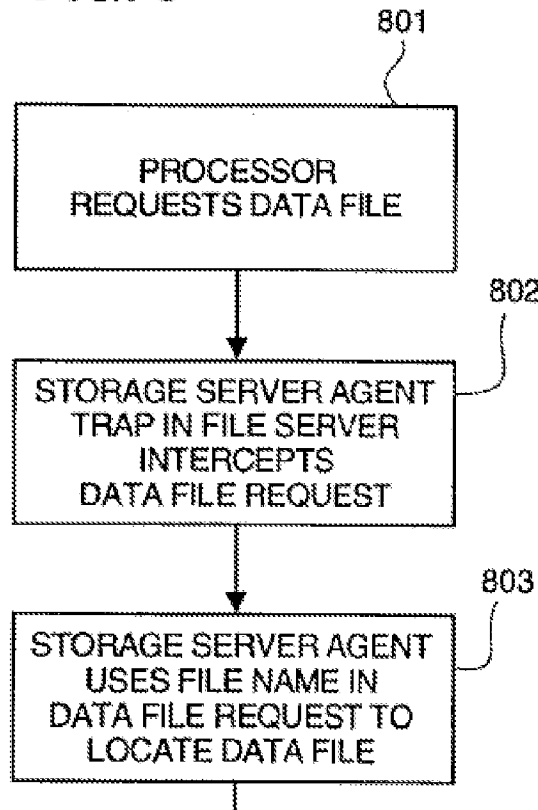 801
PROCESSOR
REQUESTS DATA FILE
802
STORAGE SERVER AGENT
TRAP IN FILE SERVER
INTERCEPTS
DATA FILE REQUEST
803
STORAGE SERVER AGENT
USES FILE NAME IN
DATA FILE REQUEST TO
LOCATE DATA FILE